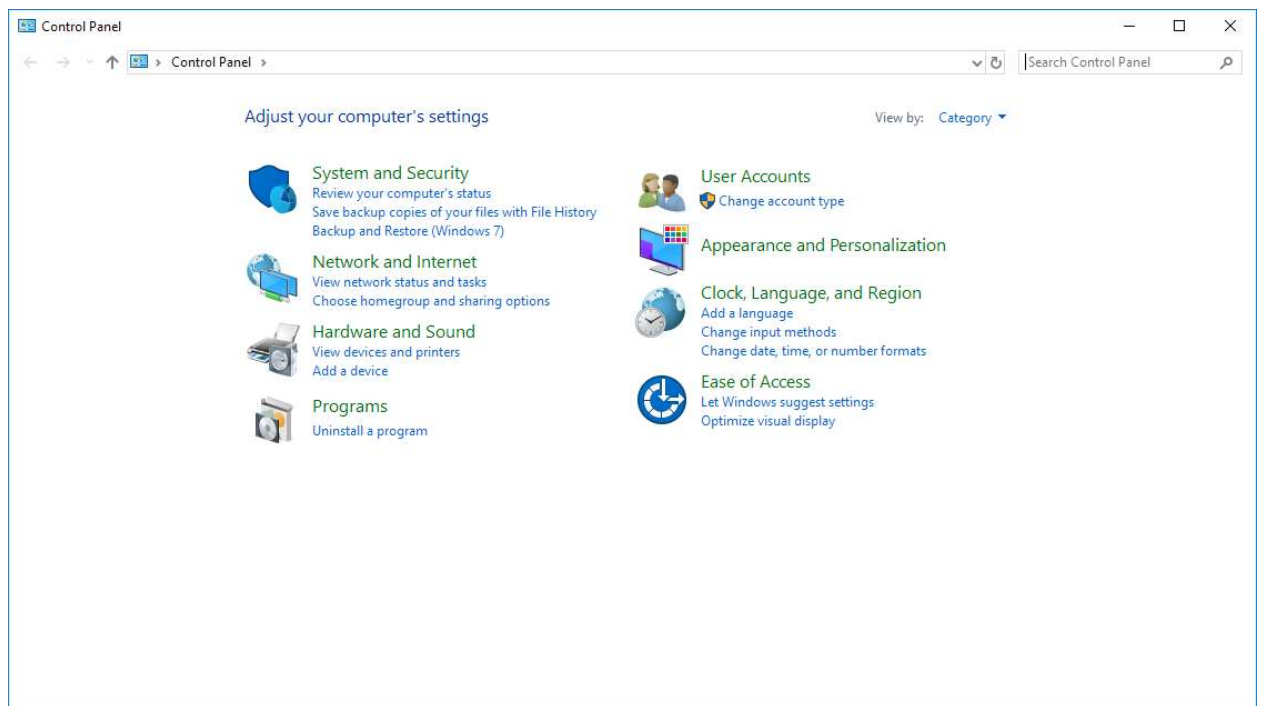 Control Panel
Control Panel
Search Control Panel
Adjust your computer's settings
View by: Category
System and Security
Review your computer's status
Save backup copies of your files with File History
Backup and Restore (Windows 7)
Network and Internet
View network status and tasks
Choose homegroup and sharing options
Hardware and Sound
View devices and printers
Add a device
Programs
Uninstall a program
User Accounts
Change account type
Appearance and Personalization
Clock, Language, and Region
Add a language
Change input methods
Change date, time, or number formats
Ease of Access
Let Windows suggest settings
Optimize visual display